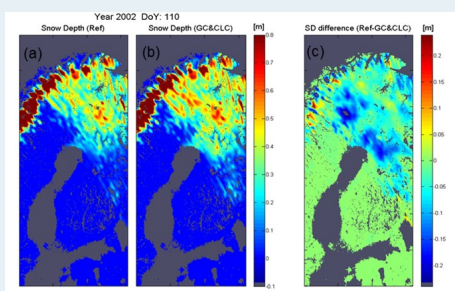 Year 2002 DoY: 110
Snow Depth (Ref)
Snow Depth (GC&CLC)
[m]
SD difference (Ref-GC&CLC)
[m]
(a)
(b)
(c)
0.8
0.7
0.6
0.5
0.4
0.3
0.2
0.1
0
-0.1
0.2
0.15
0.1
0.05
0
-0.05
-0.1
-0.15
-0.2